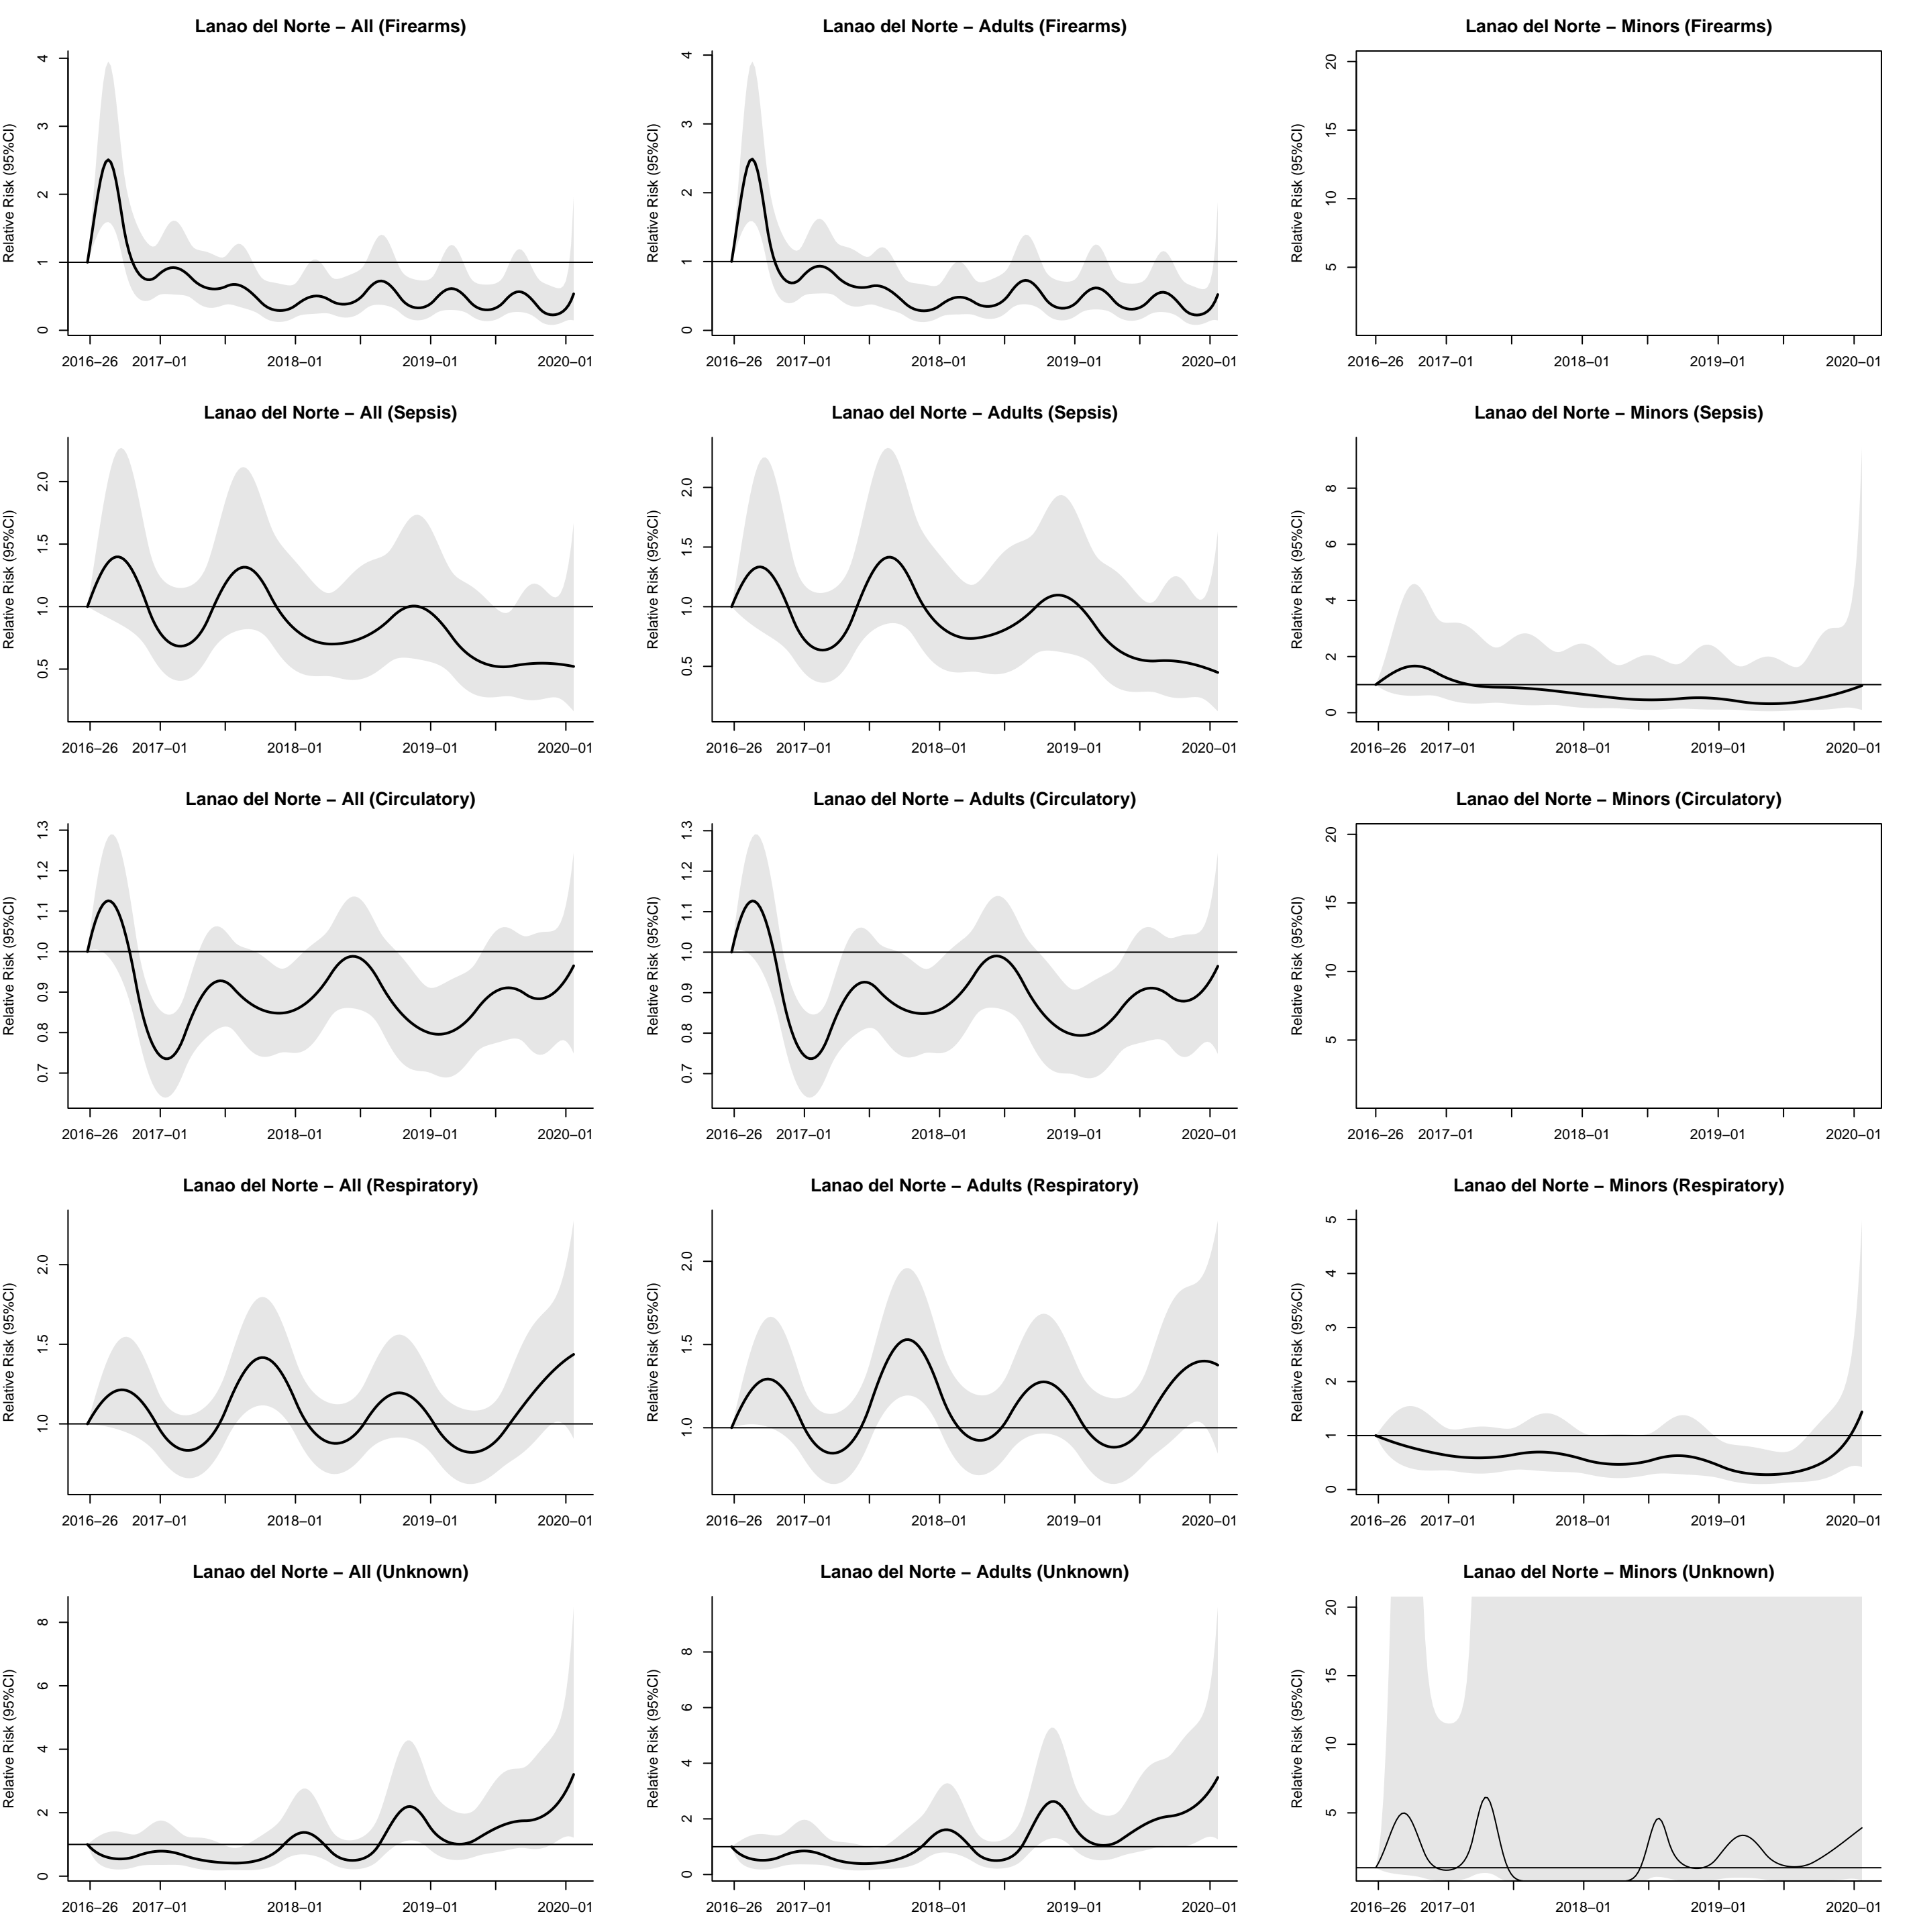 Lanao del Norte – All (Firearms)
Relative Risk (95%CI)
4
3
2
1
0
2016–26 2017–01 2018–01 2019–01 2020–01
Lanao del Norte – Adults (Firearms)
Relative Risk (95%CI)
4
3
2
1
0
2016–26 2017–01 2018–01 2019–01 2020–01
Lanao del Norte – Minors (Firearms)
Relative Risk (95%CI)
20
15
10
5
2016–26 2017–01 2018–01 2019–01 2020–01
Lanao del Norte – All (Sepsis)
Relative Risk (95%CI)
2.0
1.5
1.0
0.5
2016–26 2017–01 2018–01 2019–01 2020–01
Lanao del Norte – Adults (Sepsis)
Relative Risk (95%CI)
2.0
1.5
1.0
0.5
2016–26 2017–01 2018–01 2019–01 2020–01
Lanao del Norte – Minors (Sepsis)
Relative Risk (95%CI)
8
6
4
2
0
2016–26 2017–01 2018–01 2019–01 2020–01
Lanao del Norte – All (Circulatory)
Relative Risk (95%CI)
1.3
1.2
1.1
1.0
0.9
0.8
0.7
2016–26 2017–01 2018–01 2019–01 2020–01
Lanao del Norte – Adults (Circulatory)
Relative Risk (95%CI)
1.3
1.2
1.1
1.0
0.9
0.8
0.7
2016–26 2017–01 2018–01 2019–01 2020–01
Lanao del Norte – Minors (Circulatory)
Relative Risk (95%CI)
20
15
10
5
2016–26 2017–01 2018–01 2019–01 2020–01
Lanao del Norte – All (Respiratory)
Relative Risk (95%CI)
2.0
1.5
1.0
2016–26 2017–01 2018–01 2019–01 2020–01
Lanao del Norte – Adults (Respiratory)
Relative Risk (95%CI)
2.0
1.5
1.0
2016–26 2017–01 2018–01 2019–01 2020–01
Lanao del Norte – Minors (Respiratory)
Relative Risk (95%CI)
5
4
3
2
1
0
2016–26 2017–01 2018–01 2019–01 2020–01
Lanao del Norte – All (Unknown)
Relative Risk (95%CI)
8
6
4
2
0
2016–26 2017–01 2018–01 2019–01 2020–01
Lanao del Norte – Adults (Unknown)
Relative Risk (95%CI)
8
6
4
2
0
2016–26 2017–01 2018–01 2019–01 2020–01
Lanao del Norte – Minors (Unknown)
Relative Risk (95%CI)
20
15
10
5
2016–26 2017–01 2018–01 2019–01 2020–01